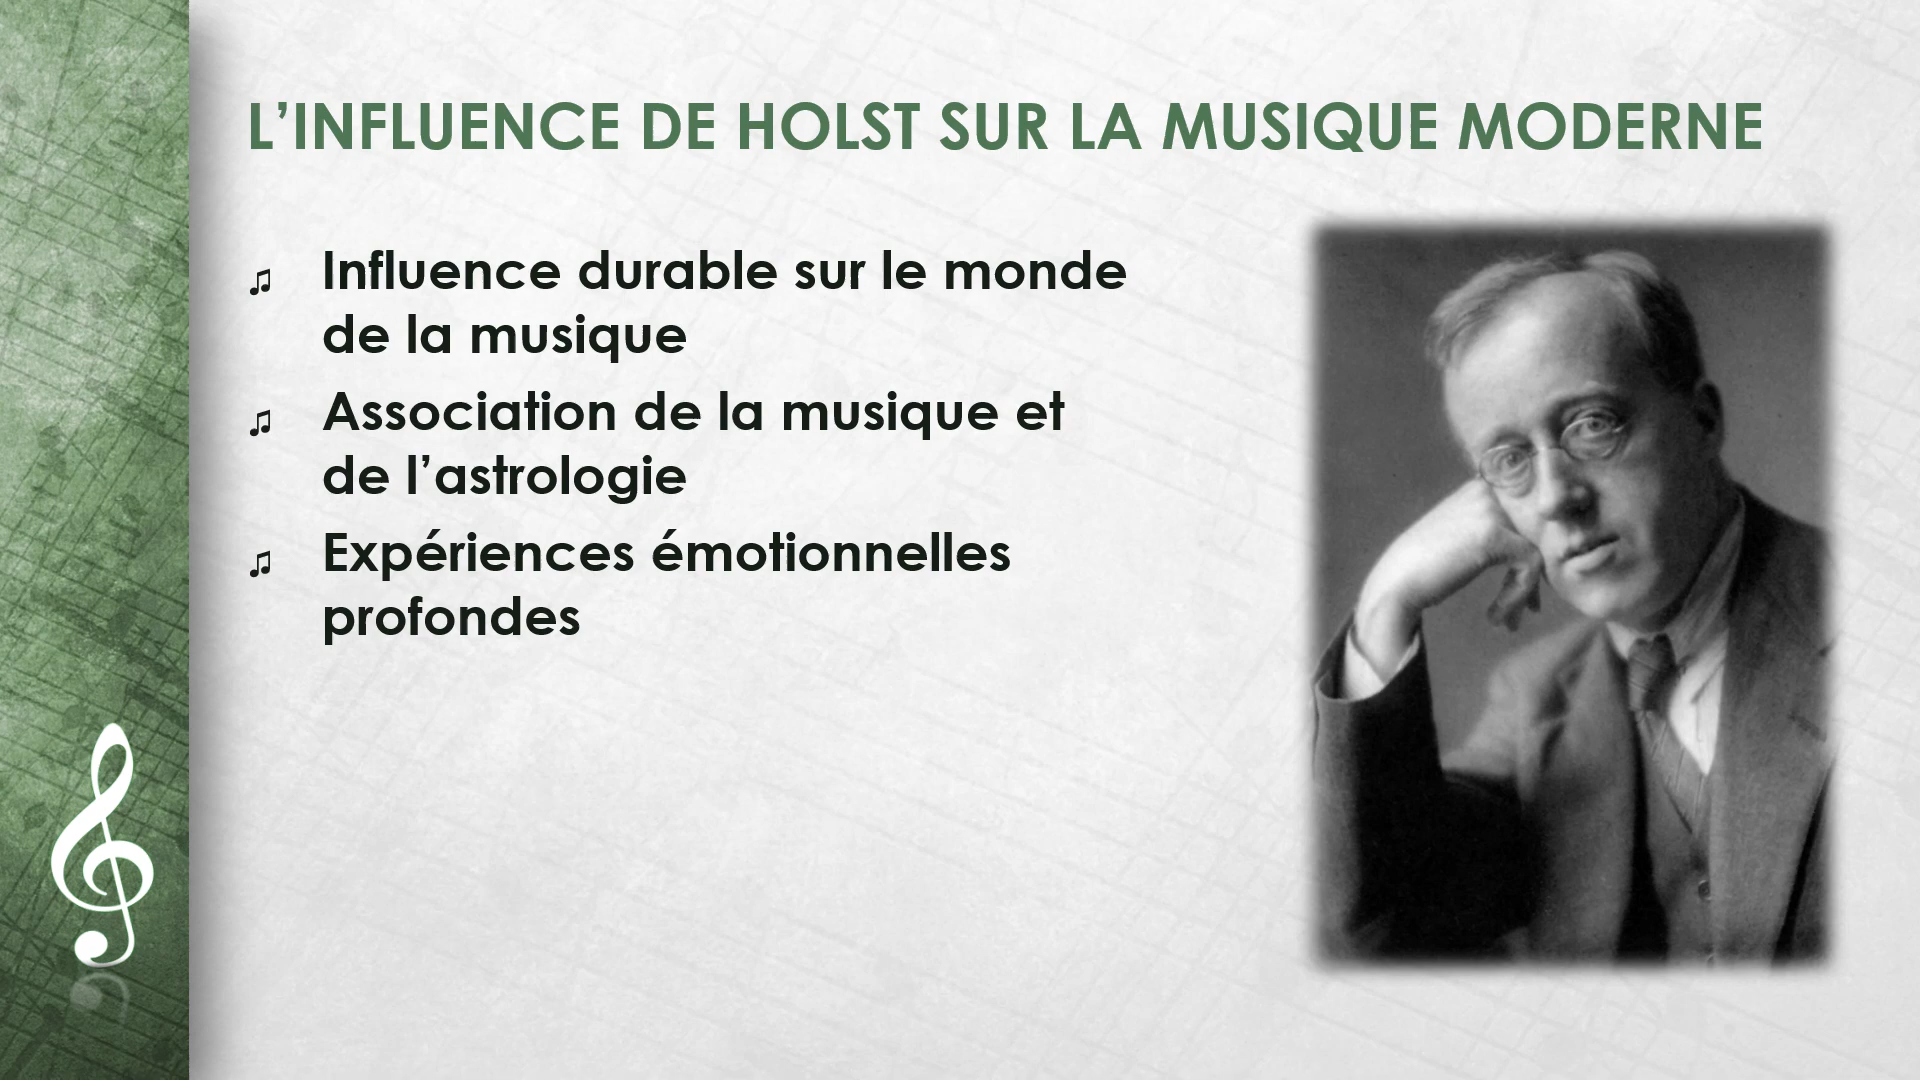 L’INFLUENCE DE HOLST SUR LA MUSIQUE MODERNE
♫ Influence durable sur le monde
de la musique
♫ Association de la musique et
de l’astrologie
♫ Expériences émotionnelles
profondes